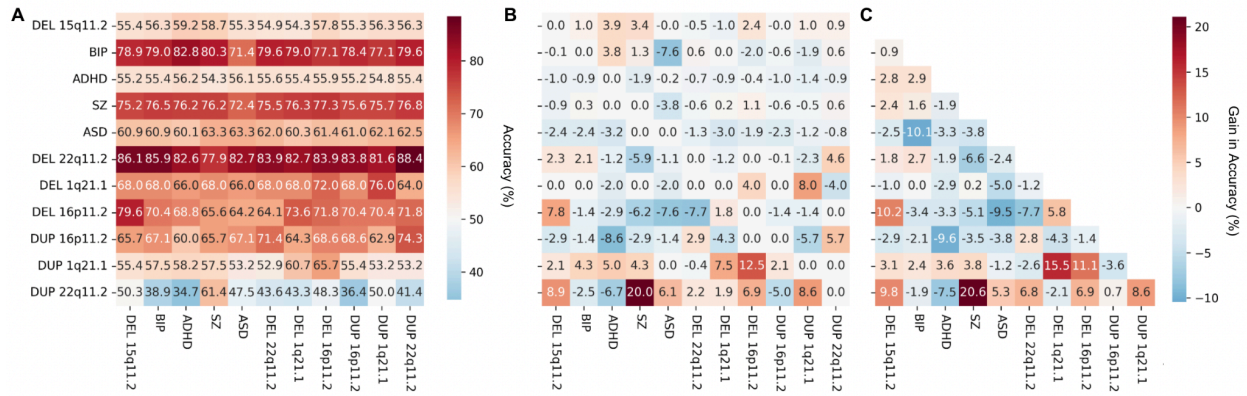 A
DEL 15q11.2 55.4 56.3 59.2 58.7 55.3 54.9 54.3 57.8 55.3 56.3 56.3
BIP 78.9 79.0 82.8 80.3 71.4 79.6 79.0 77.1 78.4 77.1 79.6
ADHD 55.2 55.4 56.2 54.3 56.1 55.6 55.4 55.9 55.2 54.8 55.4
SZ 75.2 76.5 76.2 76.2 72.4 75.5 76.3 77.3 75.6 75.7 76.8
ASD 60.9 60.9 60.1 63.3 63.3 62.0 60.3 61.4 61.0 62.1 62.5
DEL 22q11.2 86.1 85.9 82.6 77.9 82.7 83.9 82.7 83.9 83.8 81.6 88.4
DEL 1q21.1 68.0 68.0 66.0 68.0 66.0 68.0 68.0 72.0 68.0 76.0 64.0
DEL 16p11.2 79.6 70.4 68.8 65.6 64.2 64.1 73.6 71.8 70.4 70.4 71.8
DUP 16p11.2 65.7 67.1 60.0 65.7 67.1 71.4 64.3 68.6 68.6 62.9 74.3
DUP 1q21.1 55.4 57.5 58.2 57.5 53.2 52.9 60.7 65.7 55.4 53.2 53.2
DUP 22q11.2 50.3 38.9 34.7 61.4 47.5 43.6 43.3 48.3 36.4 50.0 41.4
DEL 15q11.2
BIP
ADHD
SZ
ASD
DEL 22q11.2
DEL 1q21.1
DEL 16p11.2
DUP 16p11.2
DUP 1q21.1
DUP 22q11.2
80
70
60
50
40
Accuracy (%)
B
0.0 0.9 3.9 3.4 -0.0 -0.5 -1.0 2.4 -0.0 1.0 0.9
-0.1 0.0 3.8 1.3 -7.6 0.6 0.0 -2.0 -0.6 -1.9 0.6
-1.0 -0.9 0.0 -1.9 -0.2 -0.7 -0.9 -0.4 -1.0 -1.4 -0.9
-0.9 0.3 0.0 0.0 -3.8 -0.6 0.2 1.1 -0.6 -0.5 0.6
-2.4 -2.4 -3.2 0.0 0.0 -1.3 -3.0 -1.9 -2.3 -1.2 -0.8
2.3 2.1 -1.2 -5.9 -1.1 0.0 -1.2 0.0 -0.1 -2.3 4.6
0.0 0.0 -2.0 0.0 -2.0 0.0 0.0 4.0 0.0 8.0 -4.0
7.8 -1.4 -2.9 -6.2 -7.6 -7.7 1.8 0.0 -1.4 -1.4 0.0
-2.9 -1.4 -8.6 -2.9 -1.4 2.9 -4.3 0.0 0.0 -5.7 5.7
2.1 4.3 5.0 4.3 0.0 -0.4 7.5 12.5 2.1 0.0 0.0
8.9 -2.5 -6.7 20.0 6.1 2.2 1.9 6.9 -5.0 8.6 0.0
DEL 15q11.2
BIP
ADHD
SZ
ASD
DEL 22q11.2
DEL 1q21.1
DEL 16p11.2
DUP 16p11.2
DUP 1q21.1
DUP 22q11.2
C
0.9
2.8 2.9
2.4 1.6 -1.9
-2.5 -10.1 -3.3 -3.8
1.8 2.7 -1.9 -6.6 -2.4
-1.0 0.0 -2.9 0.2 -5.0 -1.2
10.2 -3.4 -3.3 -5.1 -9.5 -7.7 5.8
-2.9 -2.1 -9.6 -3.5 -3.8 2.8 -4.3 -1.4
3.1 2.4 3.6 3.8 -1.2 -2.6 15.5 11.1 -3.6
9.8 -1.9 -7.5 20.6 5.3 6.8 -2.1 6.9 0.7 8.6
DEL 15q11.2
BIP
ADHD
SZ
ASD
DEL 22q11.2
DEL 1q21.1
DEL 16p11.2
DUP 16p11.2
DUP 1q21.1
20
15
10
5
0
−5
−10
Gain in Accuracy (%)